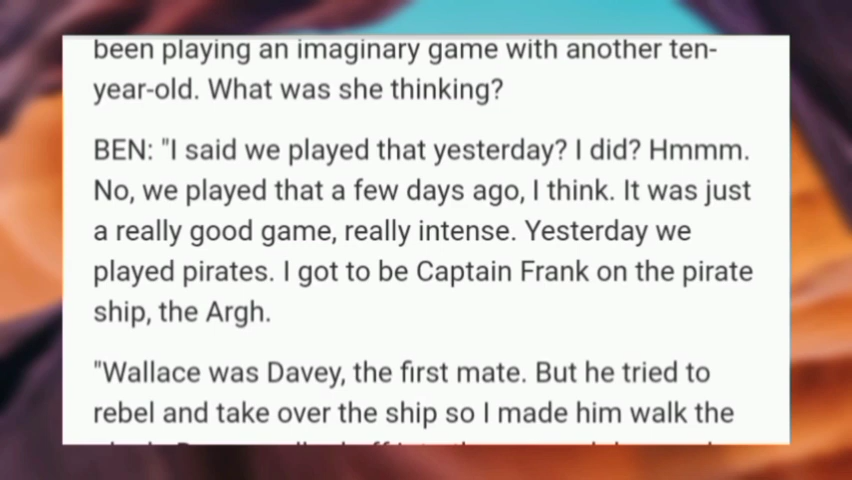 been playing an imaginary game with another ten-
year-old. What was she thinking?
BEN: "I said we played that yesterday? I did? Hmmm.
No, we played that a few days ago, I think. It was just
a really good game, really intense. Yesterday we
played pirates. I got to be Captain Frank on the pirate
ship, the Argh.
"Wallace was Davey, the first mate. But he tried to
rebel and take over the ship so I made him walk the